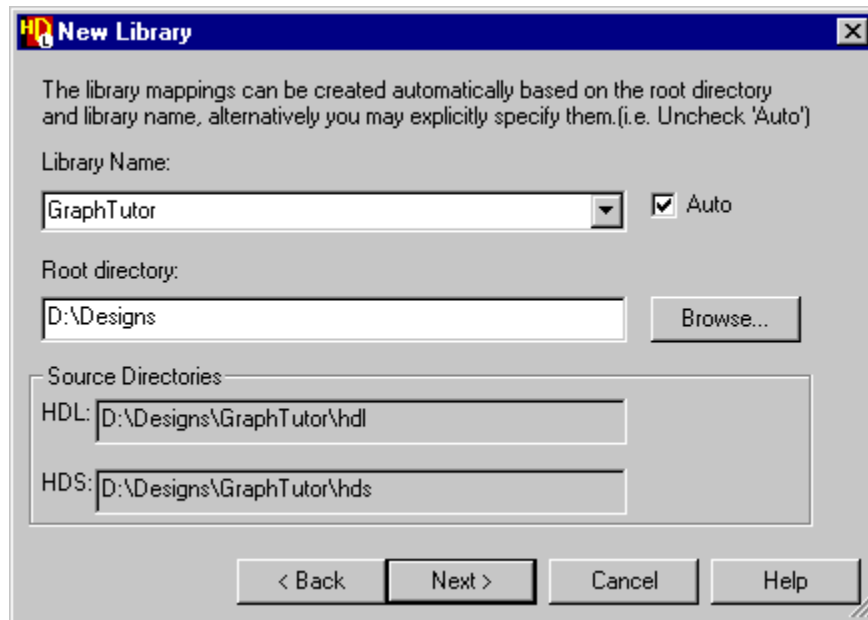 HDL New Library
The library mappings can be created automatically based on the root directory
and library name, alternatively you may explicitly specify them.(i.e. Uncheck 'Auto')
Library Name:
GraphTutor
Auto
Root directory:
D:\Designs
Browse...
Source Directories
HDL: D:\Designs\GraphTutor\hdl
HDS: D:\Designs\GraphTutor\hds
< Back Next > Cancel Help